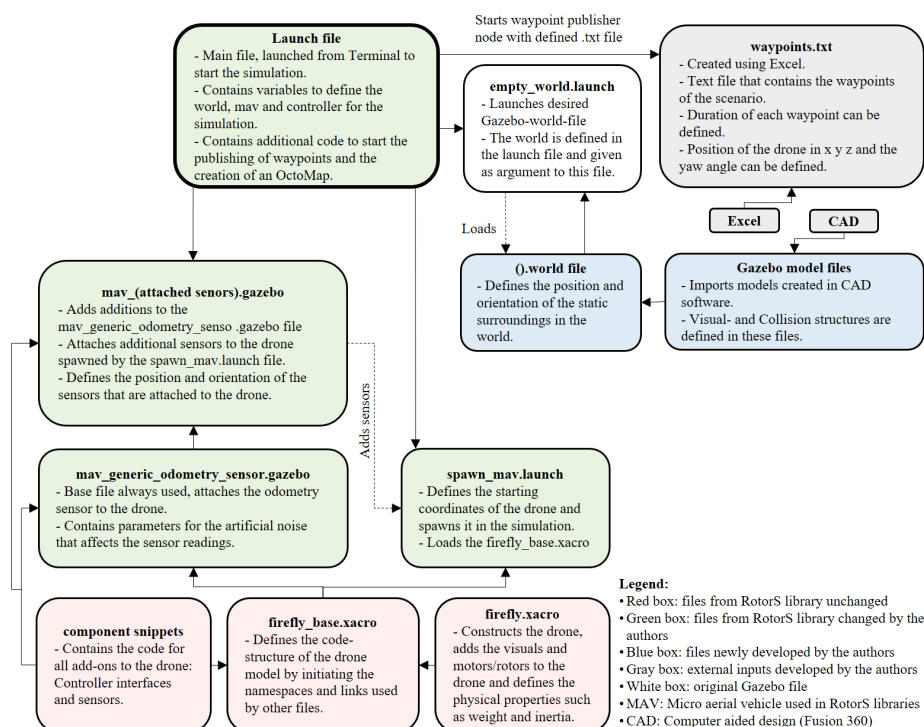 Launch file
- Main file, launched from Terminal to
start the simulation.
- Contains variables to define the
world, mav and controller for the
simulation.
- Contains additional code to start the
publishing of waypoints and the
creation of an OctoMap.
Starts waypoint publisher
node with defined .txt file
empty_world.launch
- Launches desired
Gazebo-world-file
- The world is defined in
the launch file and given
as argument to this file.
waypoints.txt
- Created using Excel.
- Text file that contains the waypoints
of the scenario.
- Duration of each waypoint can be
defined.
- Position of the drone in x y z and the
yaw angle can be defined.
Excel
CAD
Loads
().world file
- Defines the position and
orientation of the static
surroundings in the
world.
Gazebo model files
- Imports models created in CAD
software.
- Visual- and Collision structures are
defined in these files.
mav_(attached senors).gazebo
- Adds additions to the
mav_generic_odometry_senso .gazebo file
- Attaches additional sensors to the drone
spawned by the spawn_mav.launch file.
- Defines the position and orientation of the
sensors that are attached to the drone.
Adds sensors
mav_generic_odometry_sensor.gazebo
- Base file always used, attaches the odometry
sensor to the drone.
- Contains parameters for the artificial noise
that affects the sensor readings.
spawn_mav.launch
- Defines the starting
coordinates of the drone and
spawns it in the simulation.
- Loads the firefly_base.xacro
component snippets
- Contains the code for
all add-ons to the drone:
Controller interfaces
and sensors.
firefly_base.xacro
- Defines the code-
structure of the drone
model by initiating the
namespaces and links used
by other files.
firefly.xacro
- Constructs the drone,
adds the visuals and
motors/rotors to the
drone and defines the
physical properties such
as weight and inertia.
Legend:
• Red box: files from RotorS library unchanged
• Green box: files from RotorS library changed by the
authors
• Blue box: files newly developed by the authors
• Gray box: external inputs developed by the authors
• White box: original Gazebo file
• MAV: Micro aerial vehicle used in RotorS libraries
• CAD: Computer aided design (Fusion 360)